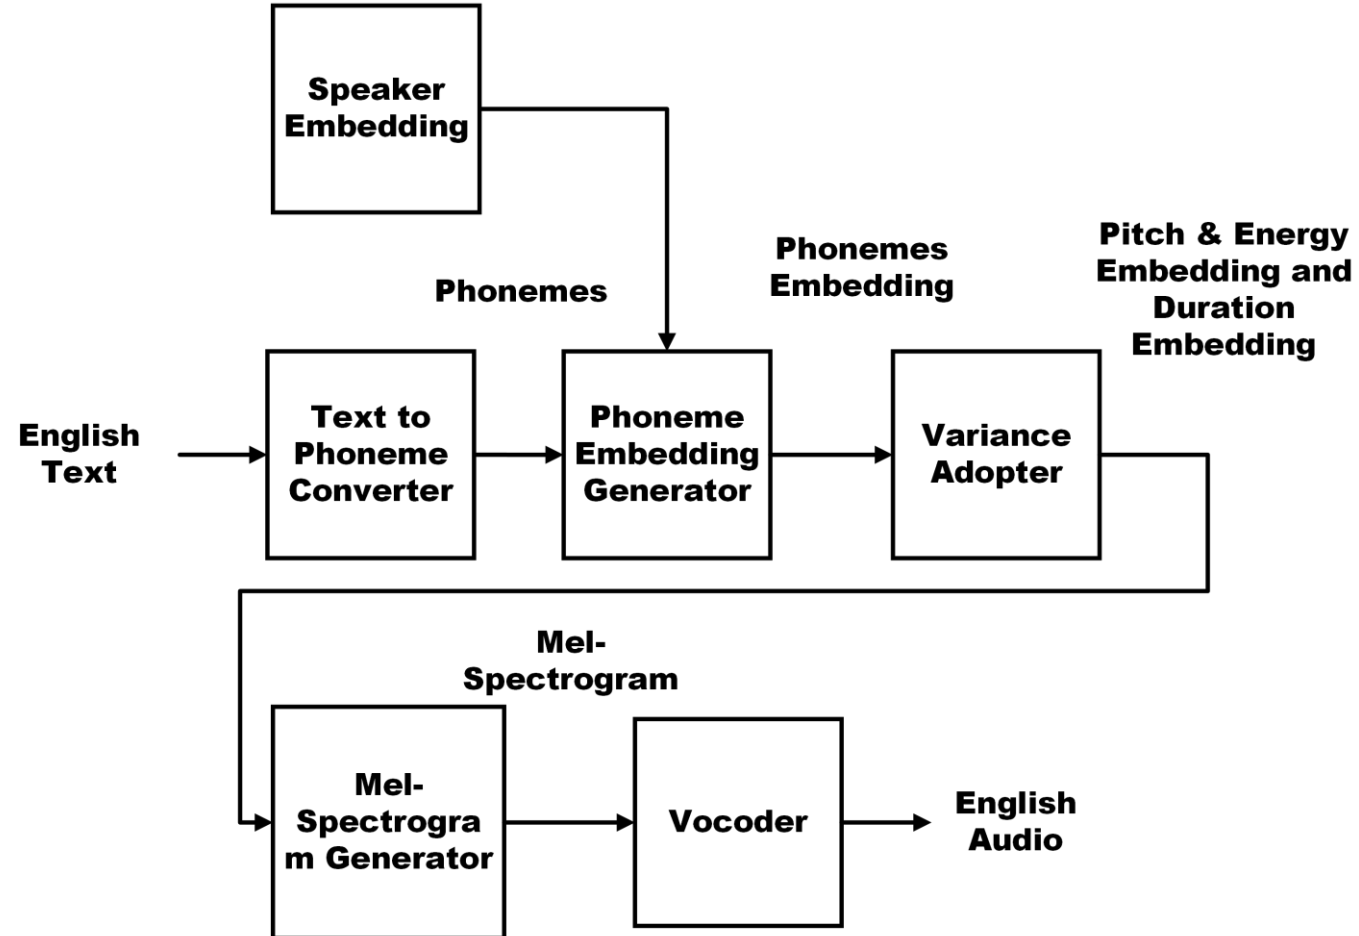 Speaker
Embedding
Phonemes
Phonemes
Embedding
Pitch & Energy
Embedding and
Duration
Embedding
English
Text
Text to
Phoneme
Converter
Phoneme
Embedding
Generator
Variance
Adopter
Mel-
Spectrogram
Mel-
Spectrogra
m Generator
Vocoder
English
Audio